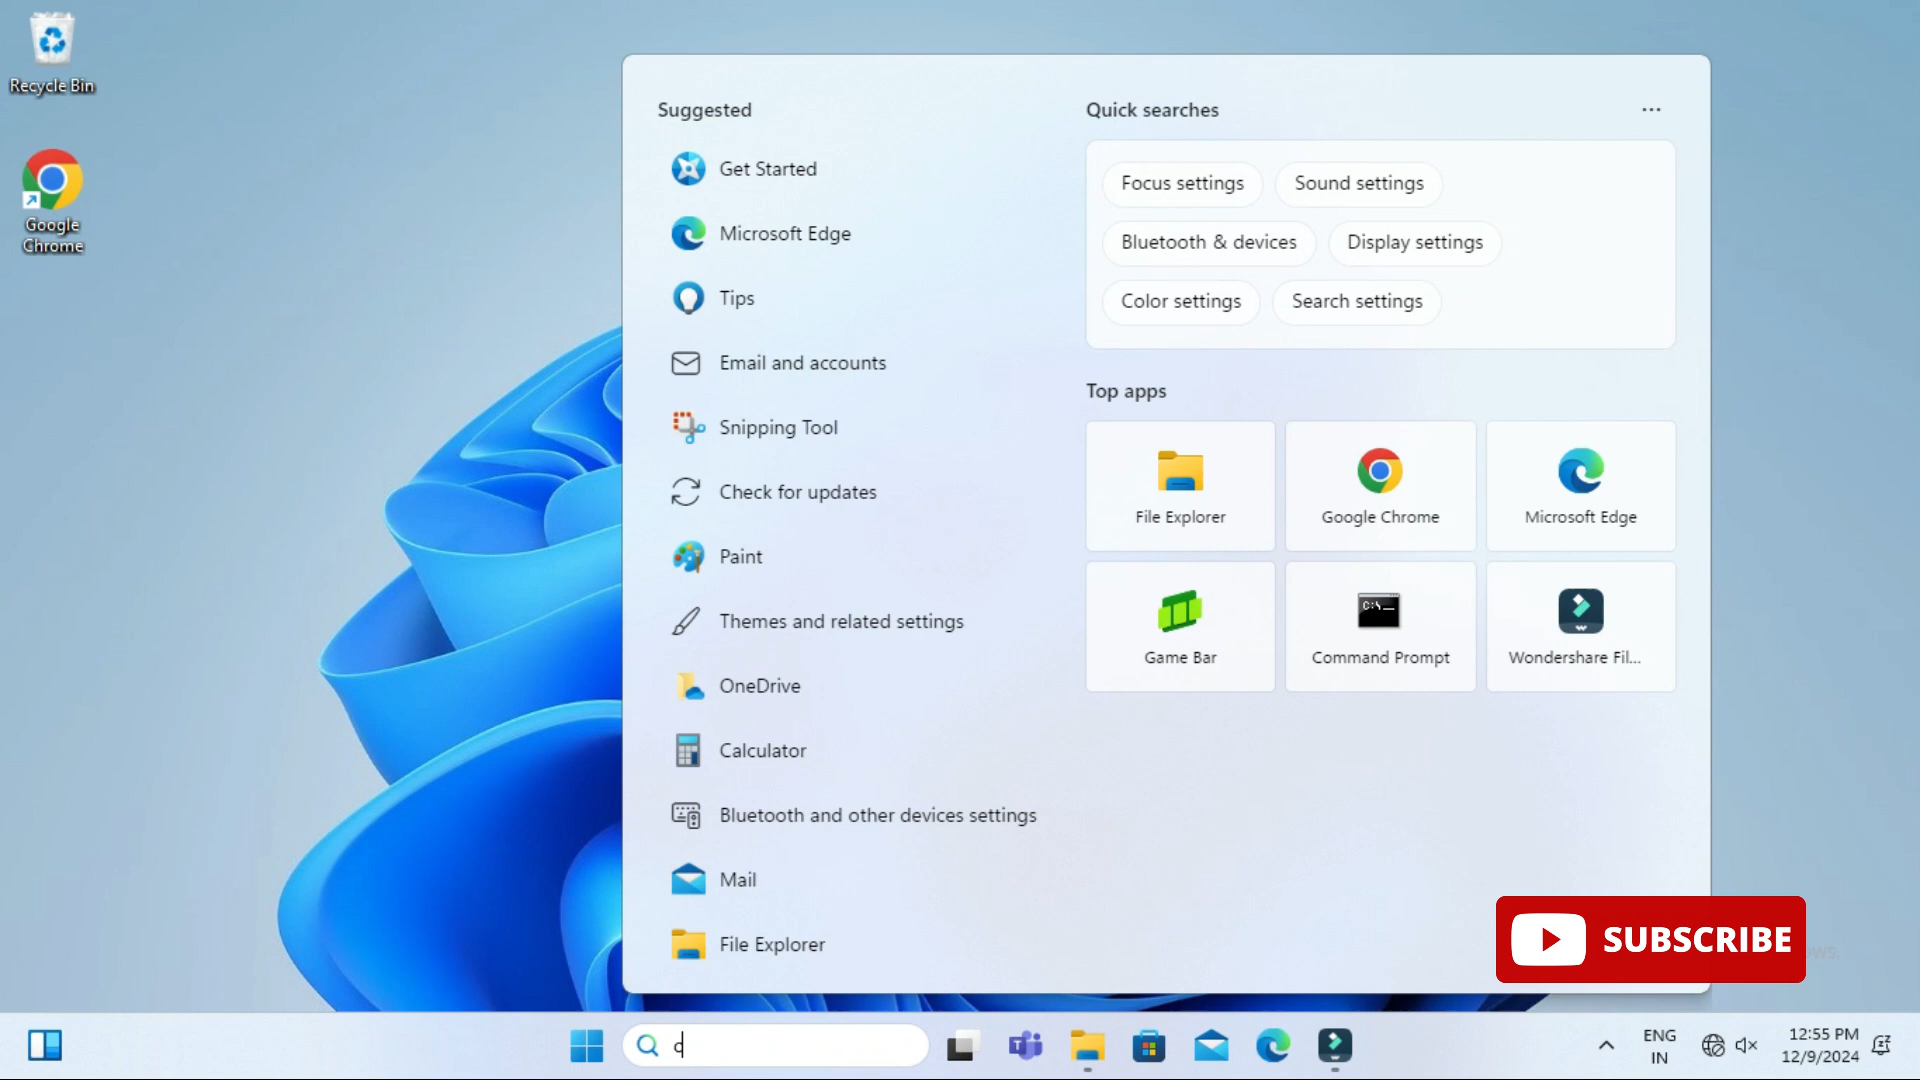 Recycle Bin
Google
Chrome
Suggested
Get Started
Microsoft Edge
Tips
Email and accounts
Snipping Tool
Check for updates
Paint
Themes and related settings
OneDrive
Calculator
Bluetooth and other devices settings
Mail
File Explorer
Quick searches
Focus settings
Sound settings
Bluetooth & devices
Display settings
Color settings
Search settings
Top apps
File Explorer
Google Chrome
Microsoft Edge
Game Bar
C:\_
Command Prompt
Wondershare Fil...
SUBSCRIBE
c
ENG
IN
12:55 PM
12/9/2024